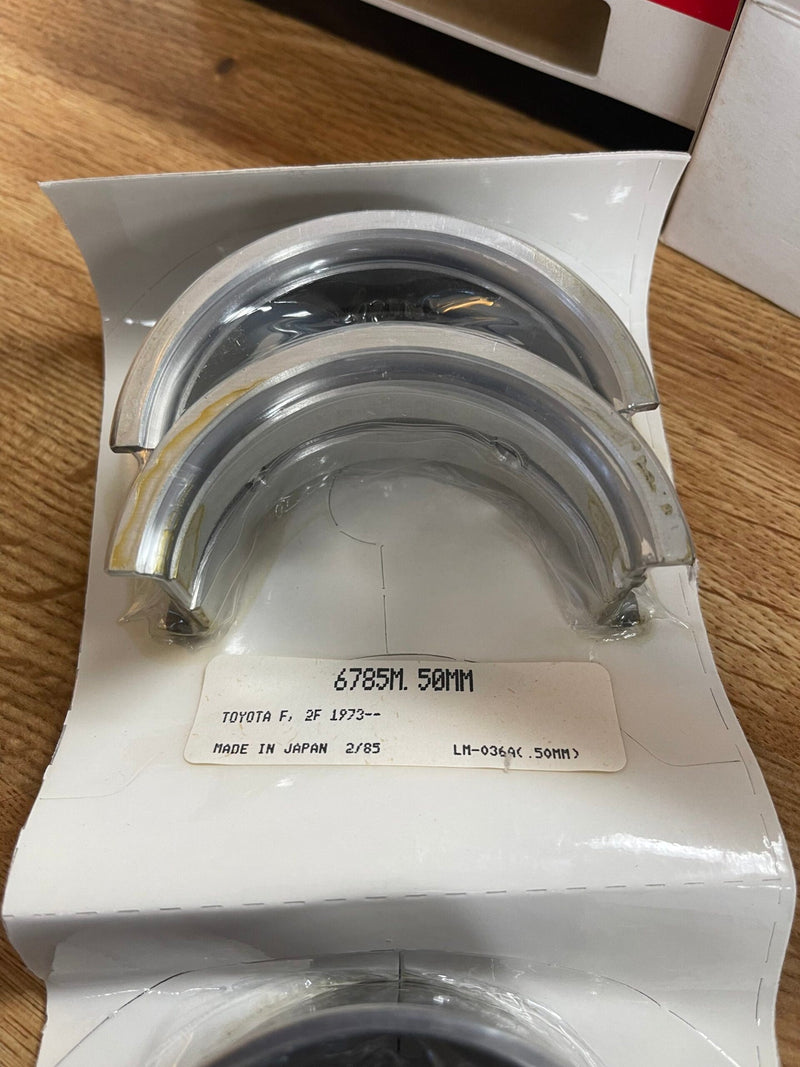 6785M.50MM
TOYOTA F, 2F 1973--
MADE IN JAPAN 2/85 LM-036A(.50MM)